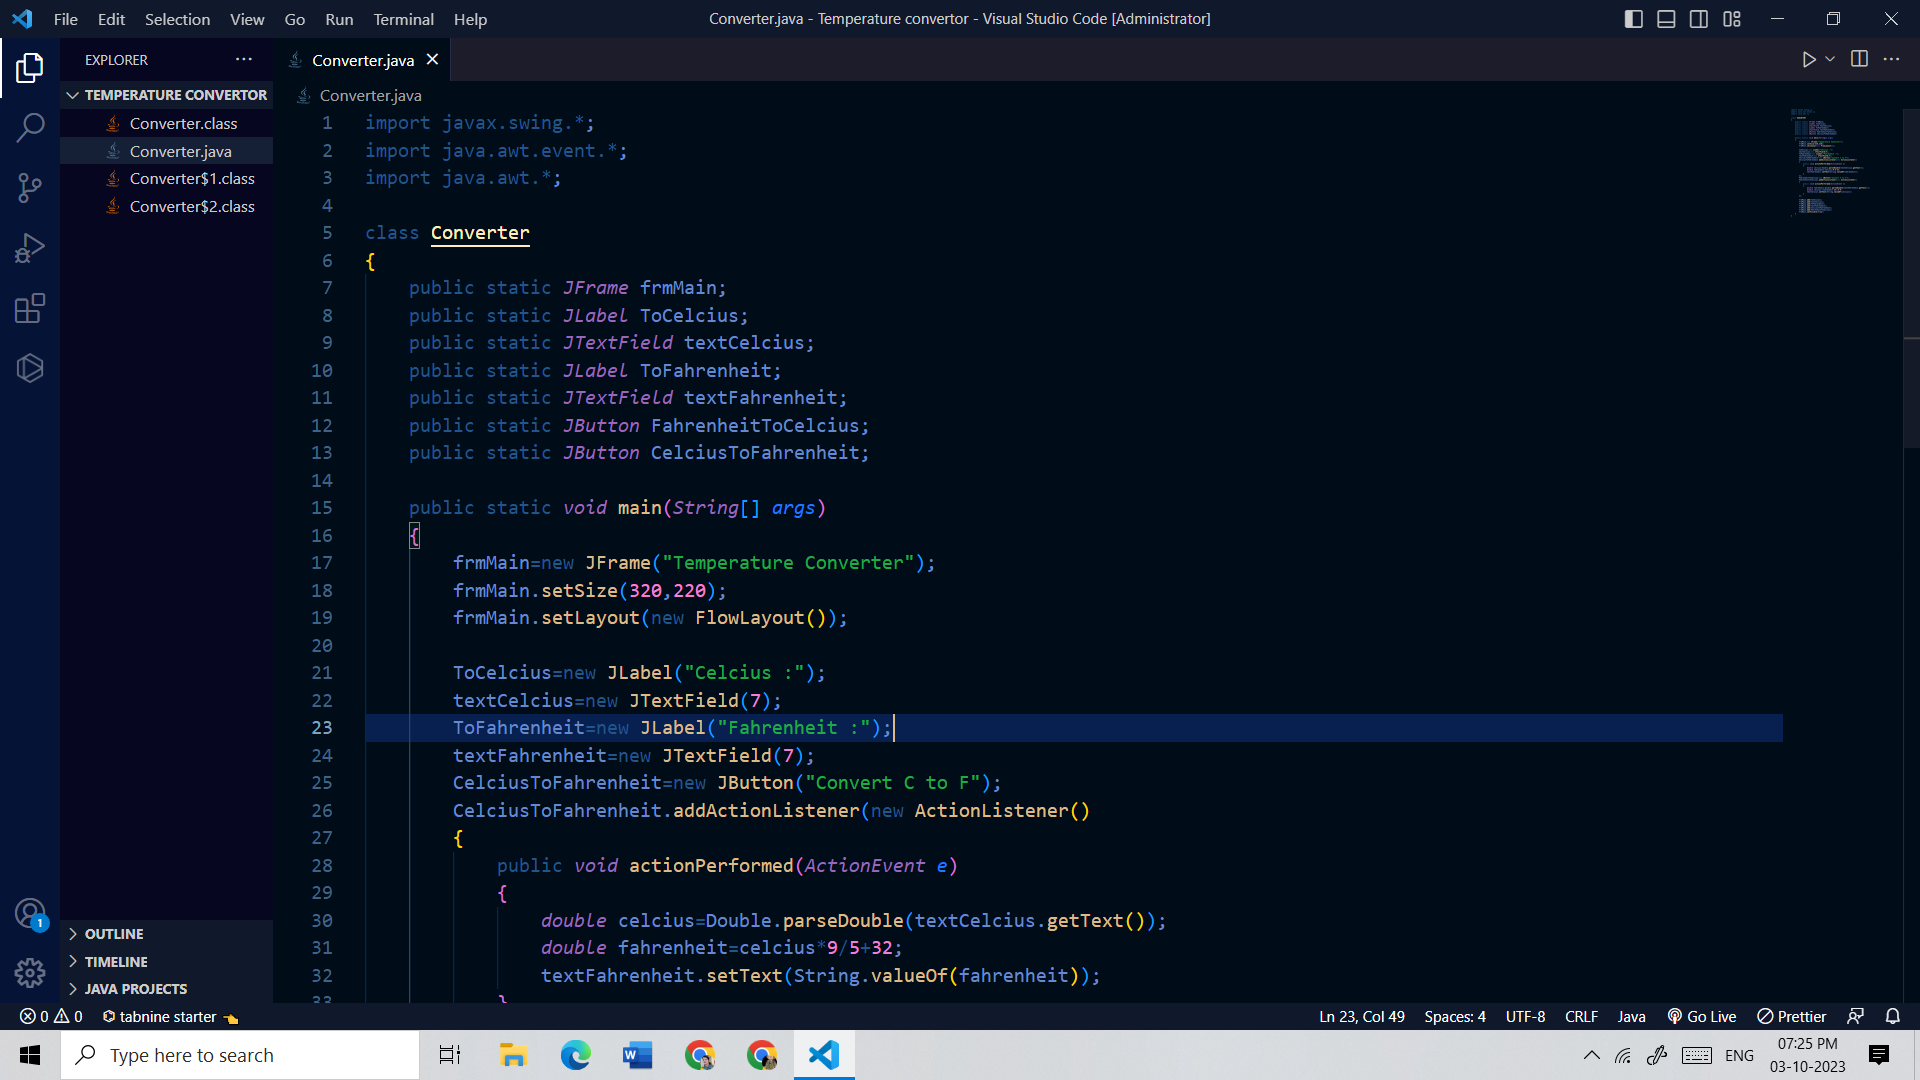 File Edit Selection View Go Run Terminal Help
Converter.java - Temperature convertor - Visual Studio Code [Administrator]
EXPLORER
Converter.java
TEMPERATURE CONVERTOR
Converter.class
Converter.java
Converter$1.class
Converter$2.class
OUTLINE
TIMELINE
JAVA PROJECTS
Converter.java
1 import javax.swing.*;
2 import java.awt.event.*;
3 import java.awt.*;
4
5 class Converter
6 {
7 public static JFrame frmMain;
8 public static JLabel ToCelcius;
9 public static JTextField textCelcius;
10 public static JLabel ToFahrenheit;
11 public static JTextField textFahrenheit;
12 public static JButton FahrenheitToCelcius;
13 public static JButton CelciusToFahrenheit;
14
15 public static void main(String[] args)
16 {
17 frmMain=new JFrame("Temperature Converter");
18 frmMain.setSize(320,220);
19 frmMain.setLayout(new FlowLayout());
20
21 ToCelcius=new JLabel("Celcius :");
22 textCelcius=new JTextField(7);
23 ToFahrenheit=new JLabel("Fahrenheit :");
24 textFahrenheit=new JTextField(7);
25 CelciusToFahrenheit=new JButton("Convert C to F");
26 CelciusToFahrenheit.addActionListener(new ActionListener()
27 {
28 public void actionPerformed(ActionEvent e)
29 {
30 double celcius=Double.parseDouble(textCelcius.getText());
31 double fahrenheit=celcius*9/5+32;
32 textFahrenheit.setText(String.valueOf(fahrenheit));
33 }
1
0 0 tabnine starter
Ln 23, Col 49 Spaces: 4 UTF-8 CRLF Java Go Live Prettier
Type here to search
ENG
07:25 PM
03-10-2023